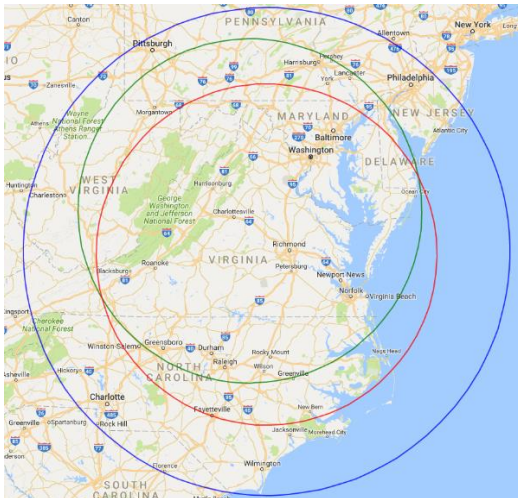 PENNSYLVANIA
New York
Canton
Allentown
Pittsburgh
Hershey
Harrisburg
Lancaster
York
Zanesville
Philadelphia
Morgantown
NEW JERSEY
Wayne
National Forest
Athens Ranger
Station
Athens
MARYLAND
Baltimore
Atlantic City
Washington
DELAWARE
WEST
VIRGINIA
Harrisonburg
Huntington
Charleston
Ocean City
George
Washington
and Jefferson
National Forest
Charlottesville
Richmond
VIRGINIA
Roanoke
Blacksburg
Petersburg
Newport News
Norfolk
Virginia Beach
Kingsport
Cherokee
National Forest
Winston-Salem
Greensboro
Durham
Raleigh
Rocky Mount
Wilson
Nags Head
NORTH
CAROLINA
Greenville
Asheville
Hickory
Charlotte
Fayetteville
New Bern
Greenville
Spartanburg
Rock Hill
Jacksonville
Morehead City
Florence
Wilmington
SOUTH
CAROLINA